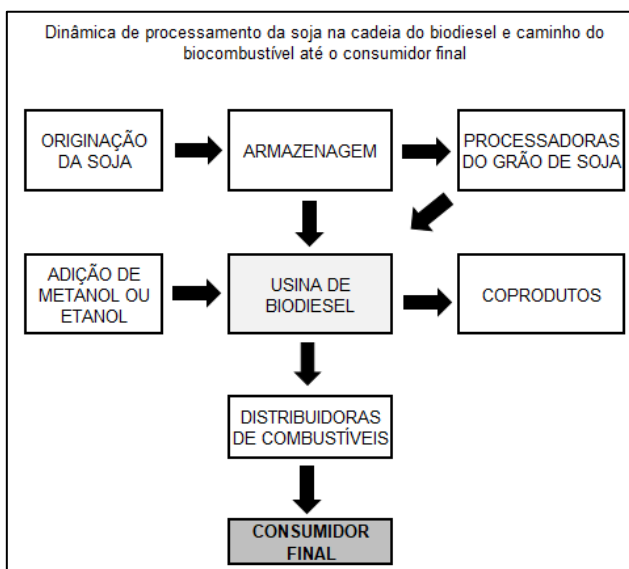 Dinâmica de processamento da soja na cadeia do biodiesel e caminho do
biocombustível até o consumidor final
ORIGINAÇÃO
DA SOJA
ARMAZENAGEM
PROCESSADORAS
DO GRÃO DE SOJA
ADIÇÃO DE
METANOL OU
ETANOL
USINA DE
BIODIESEL
COPRODUTOS
DISTRIBUIDORAS
DE COMBUSTÍVEIS
CONSUMIDOR
FINAL